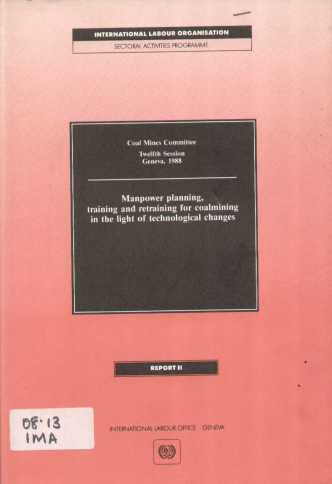 INTERNATIONAL LABOUR ORGANISATION
SECTORAL ACTIVITIES PROGRAMME
Coal Mines Committee
Twelfth Session
Geneva, 1988
Manpower planning,
training and retraining for coalmining
in the light of technological changes
REPORT II
08.13
IMA
INTERNATIONAL LABOUR OFFICE GENEVA